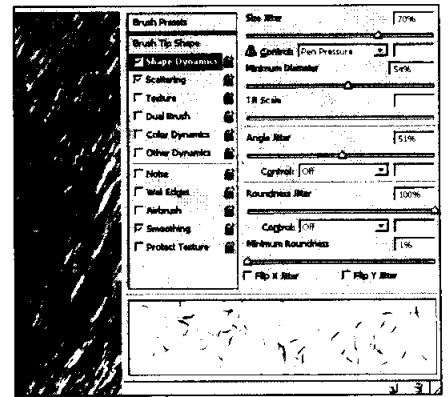 Brush Presets
Brush Tip Shape
Shape Dynamics
Scattering
Texture
Dual Brush
Color Dynamics
Other Dynamics
Noise
Wet Edges
Airbrush
Smoothing
Protect Texture
Size Jitter 70%
Control: Pen Pressure
Minimum Diameter 54%
Tilt Scale
Angle Jitter 51%
Control: Off
Roundness Jitter 100%
Control: Off
Minimum Roundness 1%
Flip X Jitter Flip Y Jitter